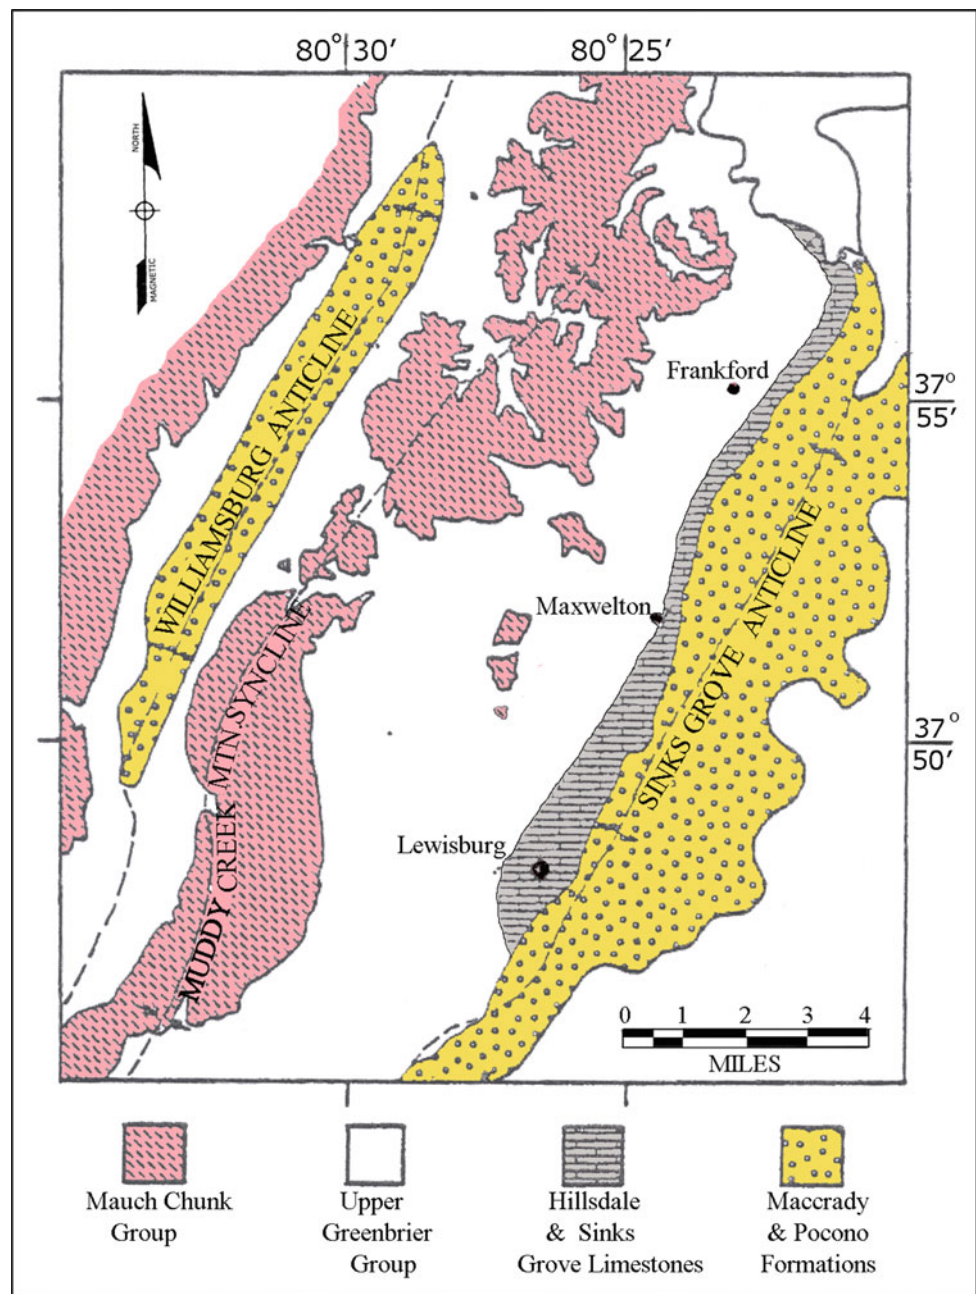 80° 30′ 80° 25′
NORTH
MAGNETIC
WILLIAMSBURG ANTICLINE
Frankford
37°
55′
Maxwelton
MUDDY CREEK MTN. SYNCLINE
SINKS GROVE ANTICLINE
37°
50′
Lewisburg
0 1 2 3 4
MILES
Mauch Chunk
Group
Upper
Greenbrier
Group
Hillsdale
& Sinks
Grove Limestones
Maccrady
& Pocono
Formations